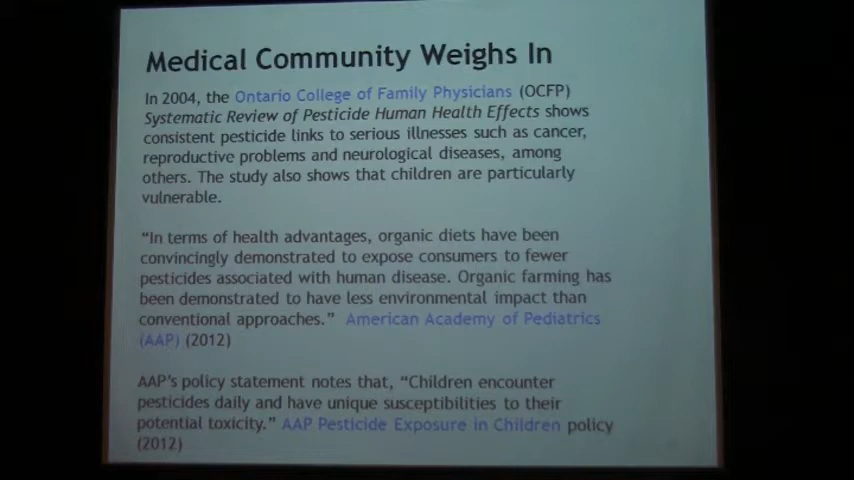 Medical Community Weighs In
In 2004, the Ontario College of Family Physicians (OCFP)
Systematic Review of Pesticide Human Health Effects shows
consistent pesticide links to serious illnesses such as cancer,
reproductive problems and neurological diseases, among
others. The study also shows that children are particularly
vulnerable.
“In terms of health advantages, organic diets have been
convincingly demonstrated to expose consumers to fewer
pesticides associated with human disease. Organic farming has
been demonstrated to have less environmental impact than
conventional approaches.” American Academy of Pediatrics
(AAP) (2012)
AAP’s policy statement notes that, “Children encounter
pesticides daily and have unique susceptibilities to their
potential toxicity.” AAP Pesticide Exposure in Children policy
(2012)